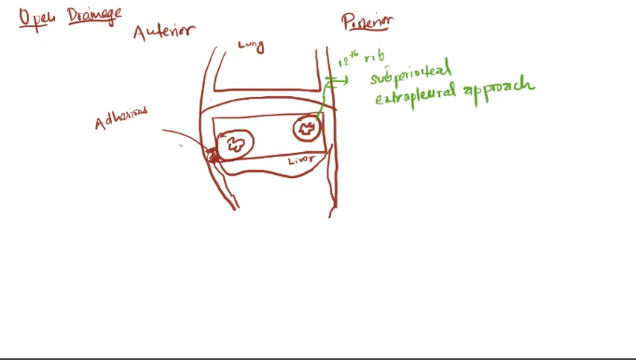 Open Drainage
Anterior
Posterior
Lung
12th rib
subperiosteal
extrapleural approach
Adhesions
Liver